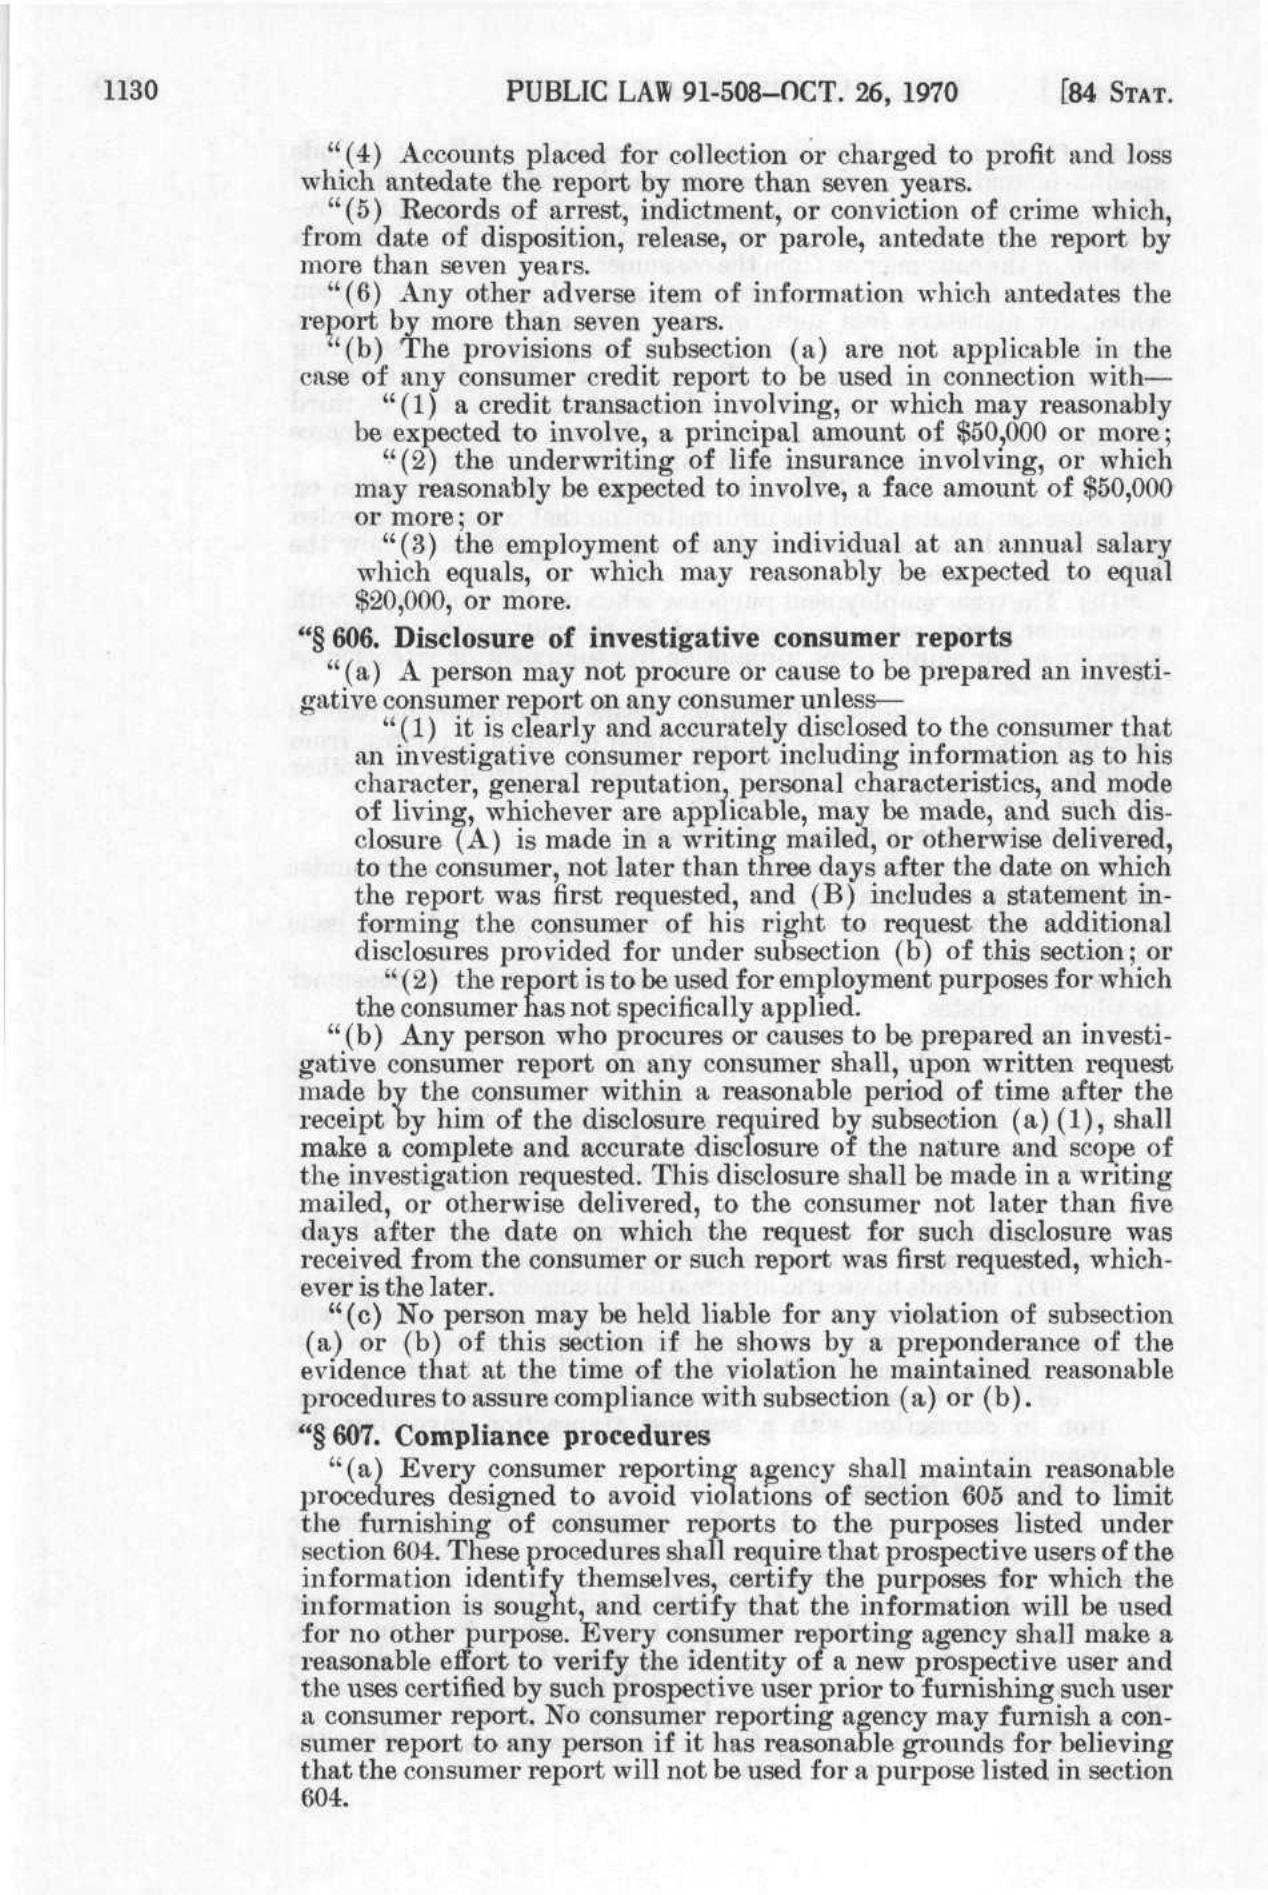 1130 PUBLIC LAW 91-508–OCT. 26, 1970 [84 STAT.
“(4) Accounts placed for collection or charged to profit and loss
which antedate the report by more than seven years.
“(5) Records of arrest, indictment, or conviction of crime which,
from date of disposition, release, or parole, antedate the report by
more than seven years.
“(6) Any other adverse item of information which antedates the
report by more than seven years.
“(b) The provisions of subsection (a) are not applicable in the
case of any consumer credit report to be used in connection with—
“(1) a credit transaction involving, or which may reasonably
be expected to involve, a principal amount of $50,000 or more;
“(2) the underwriting of life insurance involving, or which
may reasonably be expected to involve, a face amount of $50,000
or more; or
“(3) the employment of any individual at an annual salary
which equals, or which may reasonably be expected to equal
$20,000, or more.
“§ 606. Disclosure of investigative consumer reports
“(a) A person may not procure or cause to be prepared an investi-
gative consumer report on any consumer unless—
“(1) it is clearly and accurately disclosed to the consumer that
an investigative consumer report including information as to his
character, general reputation, personal characteristics, and mode
of living, whichever are applicable, may be made, and such dis-
closure (A) is made in a writing mailed, or otherwise delivered,
to the consumer, not later than three days after the date on which
the report was first requested, and (B) includes a statement in-
forming the consumer of his right to request the additional
disclosures provided for under subsection (b) of this section; or
“(2) the report is to be used for employment purposes for which
the consumer has not specifically applied.
“(b) Any person who procures or causes to be prepared an investi-
gative consumer report on any consumer shall, upon written request
made by the consumer within a reasonable period of time after the
receipt by him of the disclosure required by subsection (a)(1), shall
make a complete and accurate disclosure of the nature and scope of
the investigation requested. This disclosure shall be made in a writing
mailed, or otherwise delivered, to the consumer not later than five
days after the date on which the request for such disclosure was
received from the consumer or such report was first requested, which-
ever is the later.
“(c) No person may be held liable for any violation of subsection
(a) or (b) of this section if he shows by a preponderance of the
evidence that at the time of the violation he maintained reasonable
procedures to assure compliance with subsection (a) or (b).
“§ 607. Compliance procedures
“(a) Every consumer reporting agency shall maintain reasonable
procedures designed to avoid violations of section 605 and to limit
the furnishing of consumer reports to the purposes listed under
section 604. These procedures shall require that prospective users of the
information identify themselves, certify the purposes for which the
information is sought, and certify that the information will be used
for no other purpose. Every consumer reporting agency shall make a
reasonable effort to verify the identity of a new prospective user and
the uses certified by such prospective user prior to furnishing such user
a consumer report. No consumer reporting agency may furnish a con-
sumer report to any person if it has reasonable grounds for believing
that the consumer report will not be used for a purpose listed in section
604.